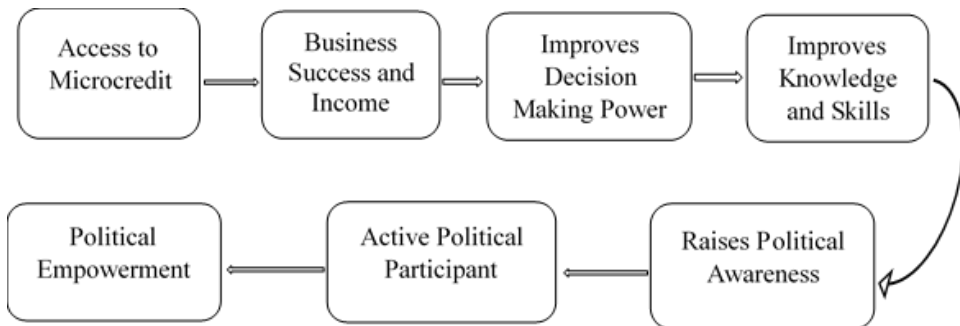 Access to
Microcredit
Business
Success and
Income
Improves
Decision
Making Power
Improves
Knowledge
and Skills
Raises Political
Awareness
Active Political
Participant
Political
Empowerment